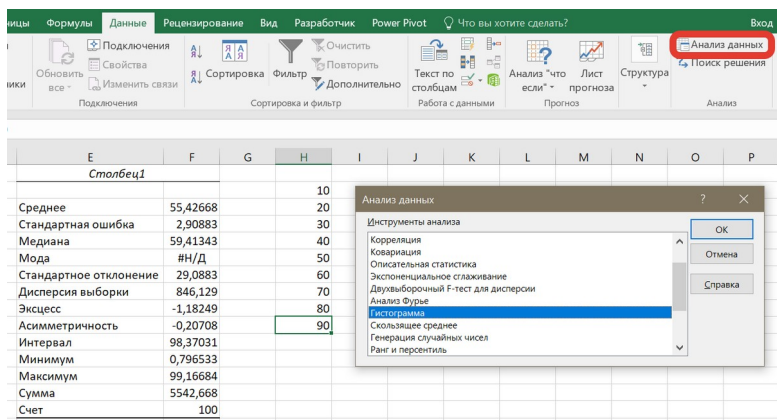 ницы Формулы Данные Рецензирование Вид Разработчик Power Pivot Что вы хотите сделать? Вход
Подключения
Свойства
Изменить связи
ики
Обновить все
Подключения
Сортировка
Фильтр
Очистить
Повторить
Дополнительно
Сортировка и фильтр
Текст по столбцам
Работа с данными
Анализ "что если"
Лист прогноза
Прогноз
Структура
Анализ данных
Поиск решения
Анализ
E F G H I J K L M N O P
Столбец1
10
Среднее 55,42668 20
Стандартная ошибка 2,90883 30
Медиана 59,41343 40
Мода #Н/Д 50
Стандартное отклонение 29,0883 60
Дисперсия выборки 846,129 70
Эксцесс -1,18249 80
Асимметричность -0,20708 90
Интервал 98,37031
Минимум 0,796533
Максимум 99,16684
Сумма 5542,668
Счет 100
Анализ данных ?
Инструменты анализа
Корреляция
Ковариация
Описательная статистика
Экспоненциальное сглаживание
Двухвыборочный F-тест для дисперсии
Анализ Фурье
Гистограмма
Скользящее среднее
Генерация случайных чисел
Ранг и персентиль
ОК
Отмена
Справка